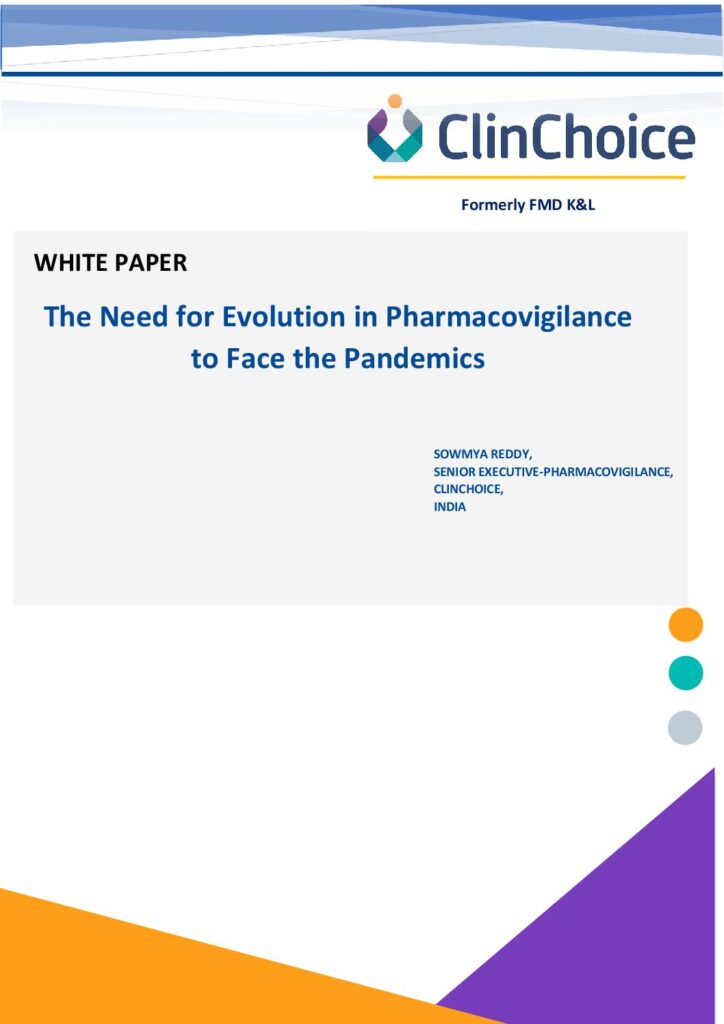 ClinChoice
Formerly FMD K&L
WHITE PAPER
The Need for Evolution in Pharmacovigilance
to Face the Pandemics
SOWMYA REDDY,
SENIOR EXECUTIVE-PHARMACOVIGILANCE,
CLINCHOICE,
INDIA